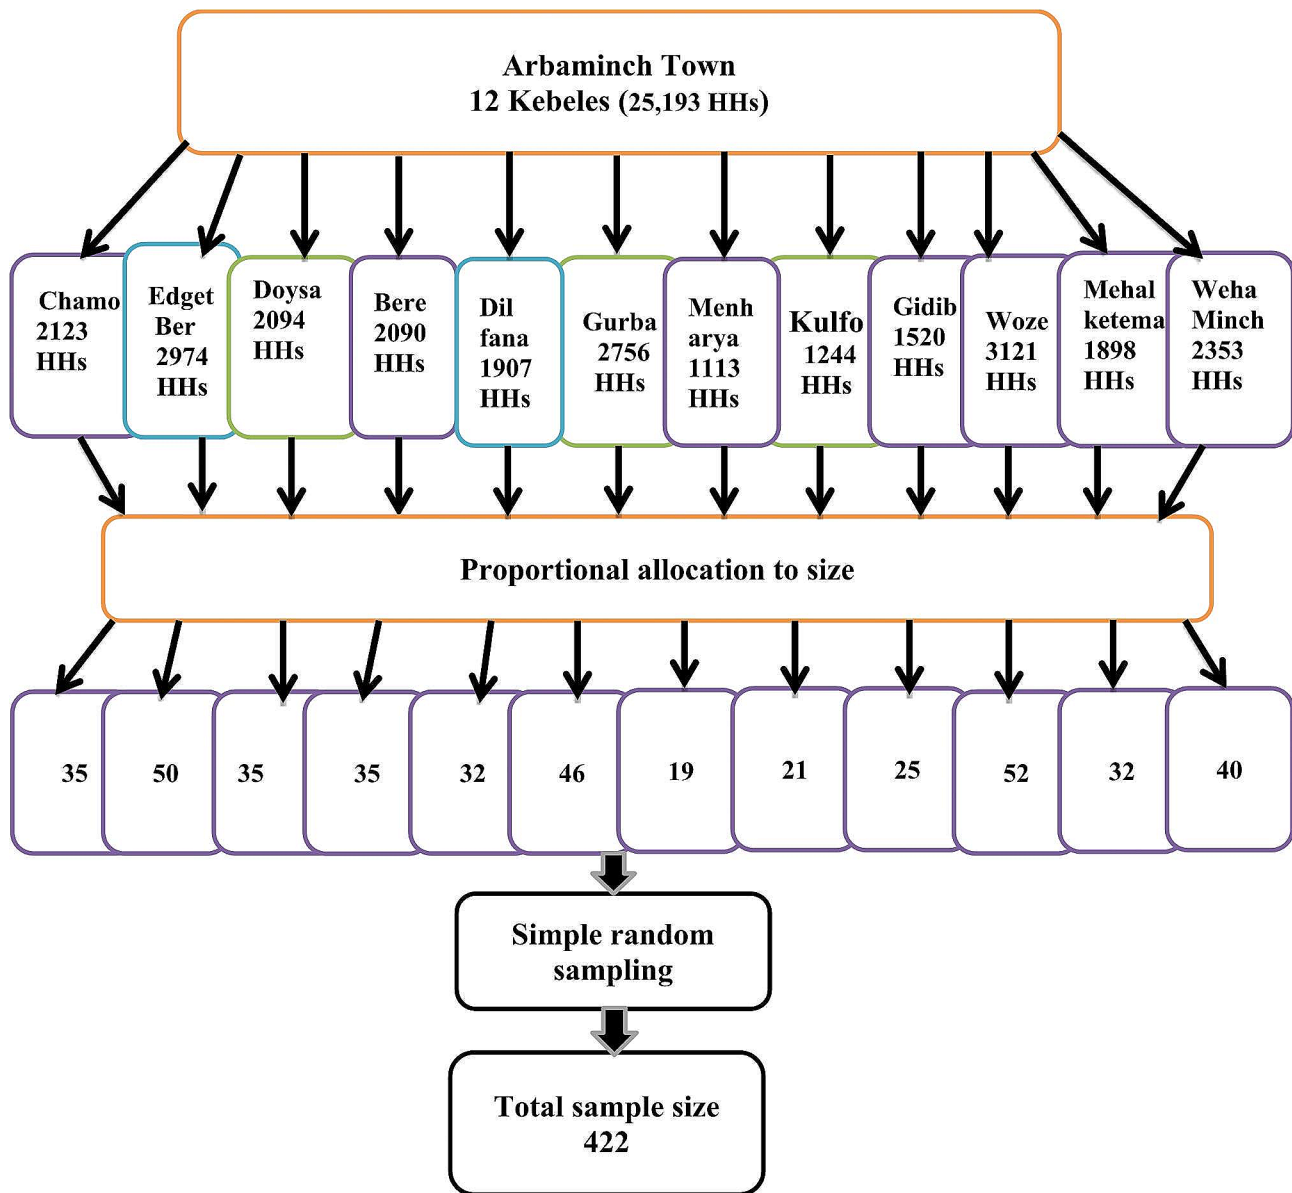 Arbaminch Town
12 Kebeles (25,193 HHs)
Chamo
2123
HHs
Edget
Ber
2974
HHs
Doysa
2094
HHs
Bere
2090
HHs
Dil
fana
1907
HHs
Gurba
2756
HHs
Menh
arya
1113
HHs
Kulfo
1244
HHs
Gidib
1520
HHs
Woze
3121
HHs
Mehal
ketema
1898
HHs
Weha
Minch
2353
HHs
Proportional allocation to size
35
50
35
35
32
46
19
21
25
52
32
40
Simple random
sampling
Total sample size
422